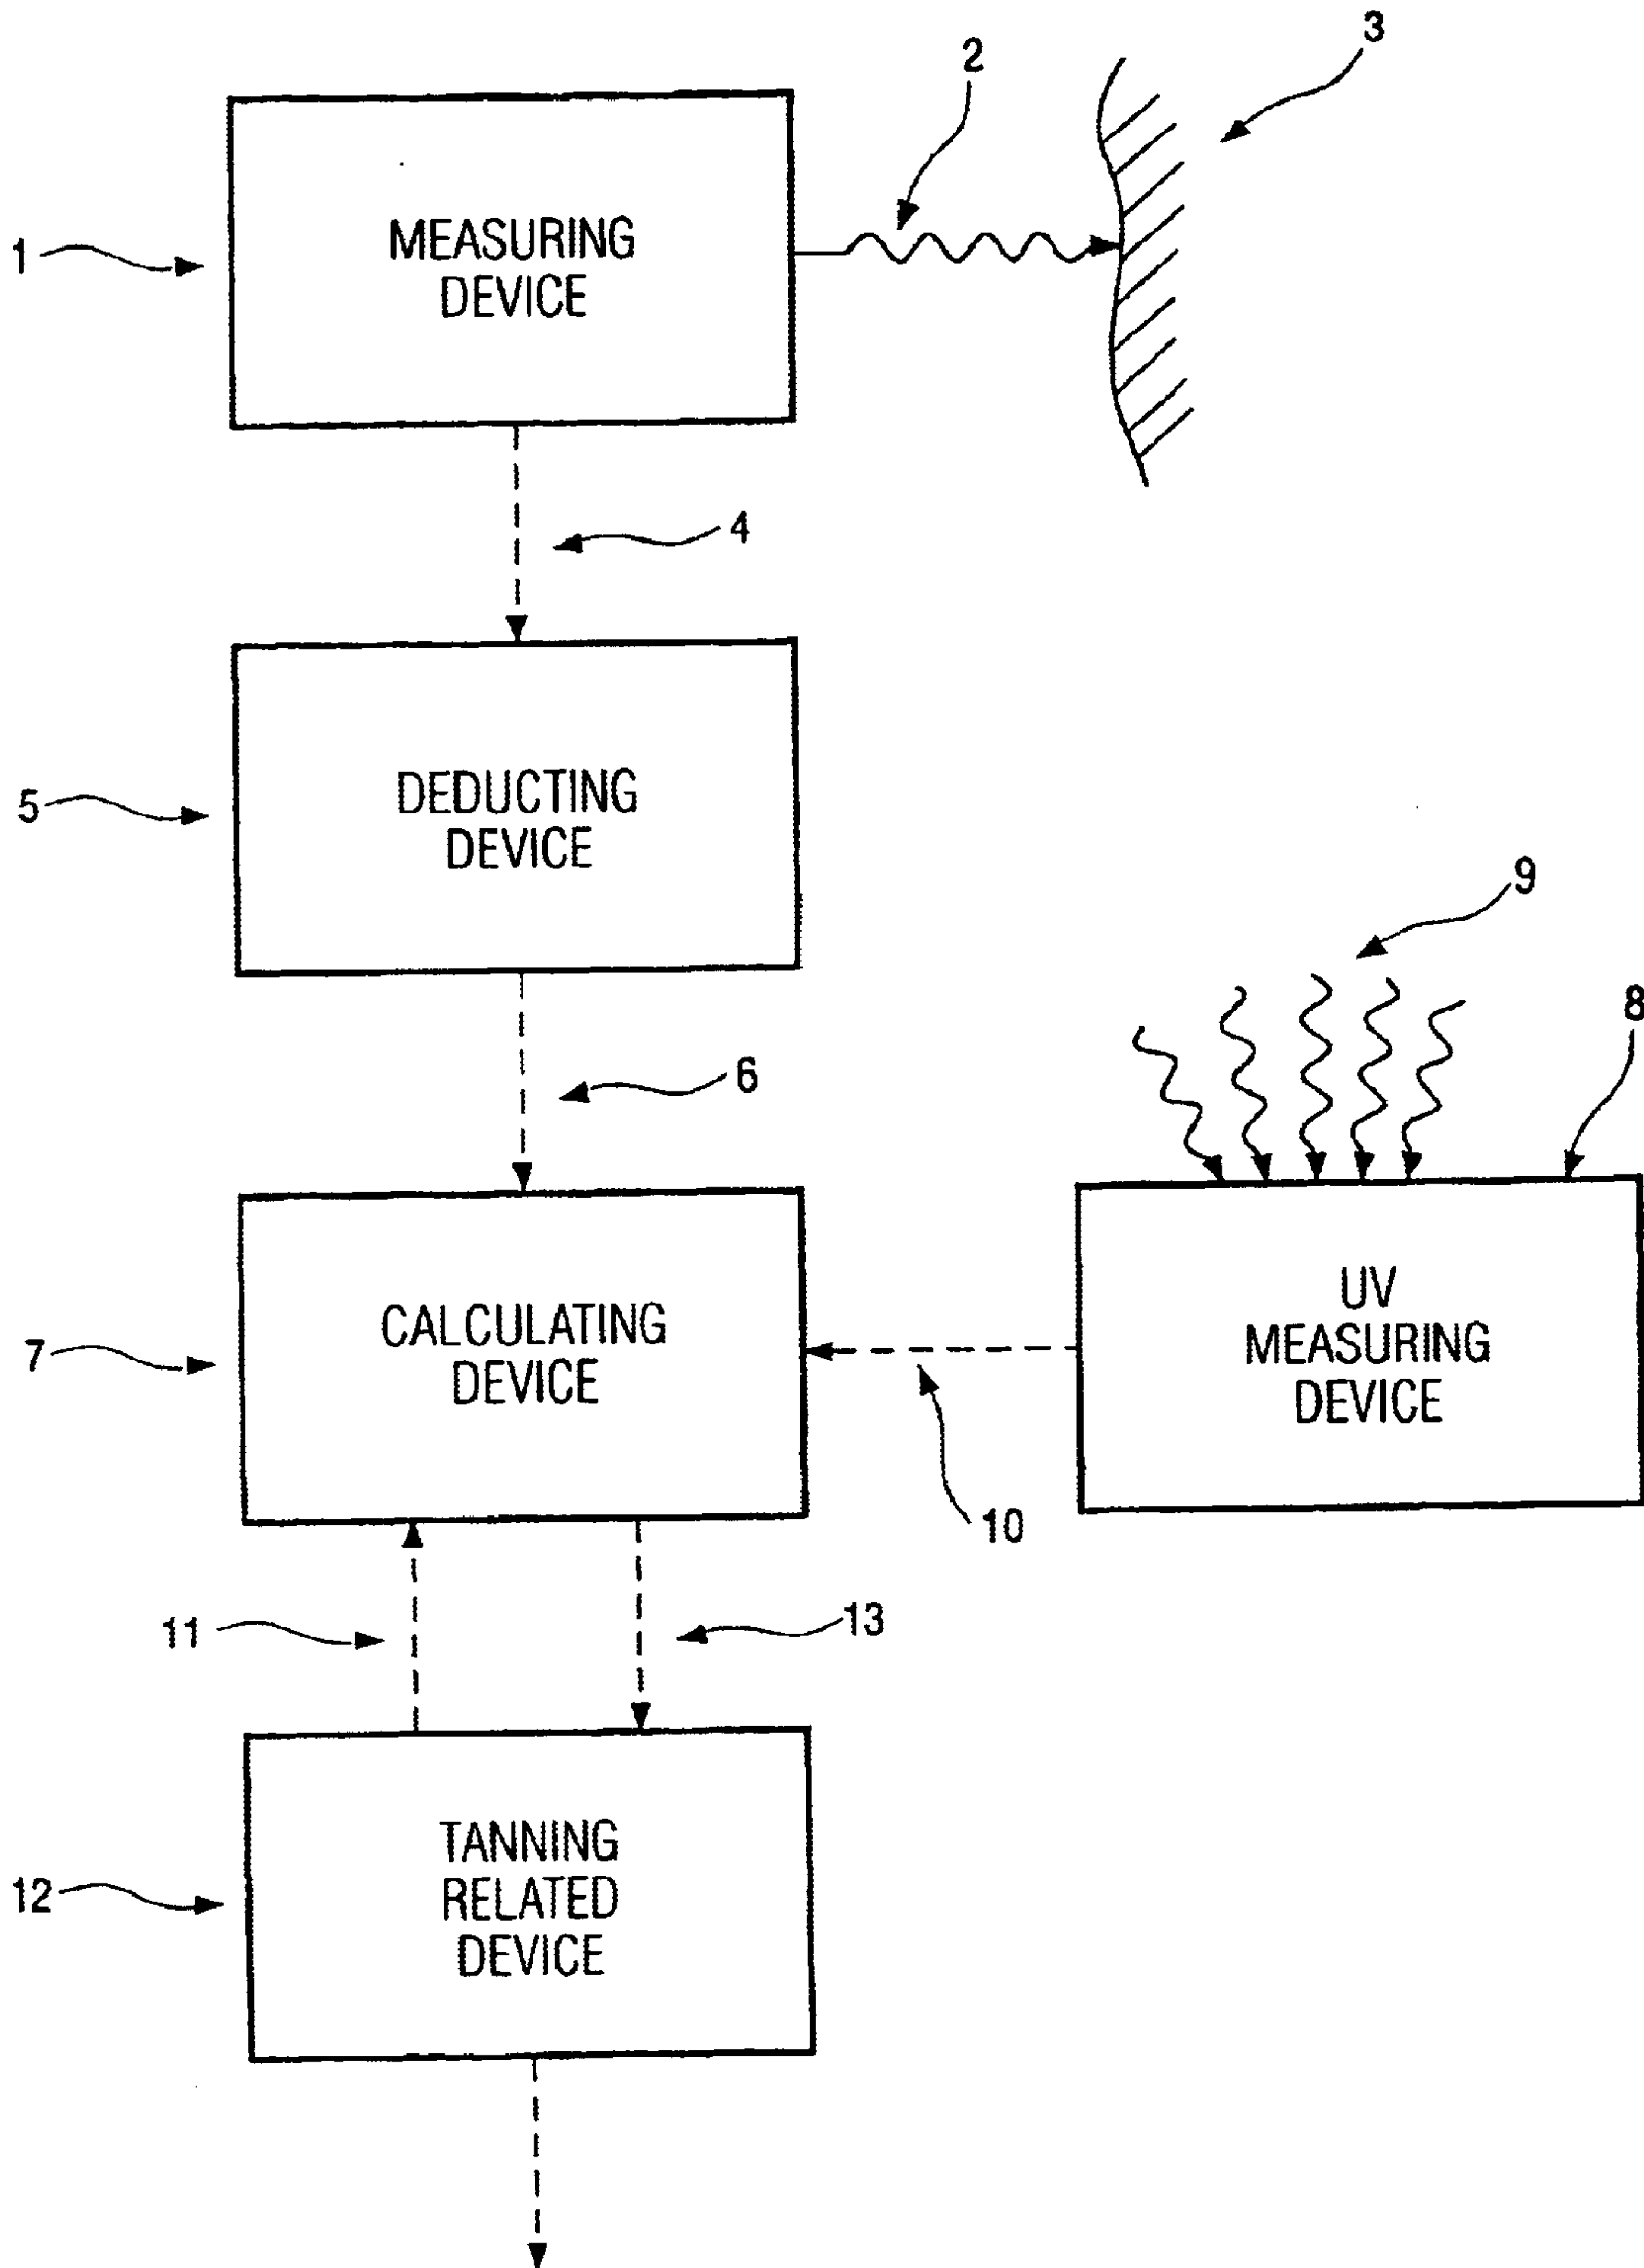 2
3
1
MEASURING
DEVICE
4
5
DEDUCTING
DEVICE
9
8
6
7
CALCULATING
DEVICE
UV
MEASURING
DEVICE
10
11
13
12
TANNING
RELATED
DEVICE